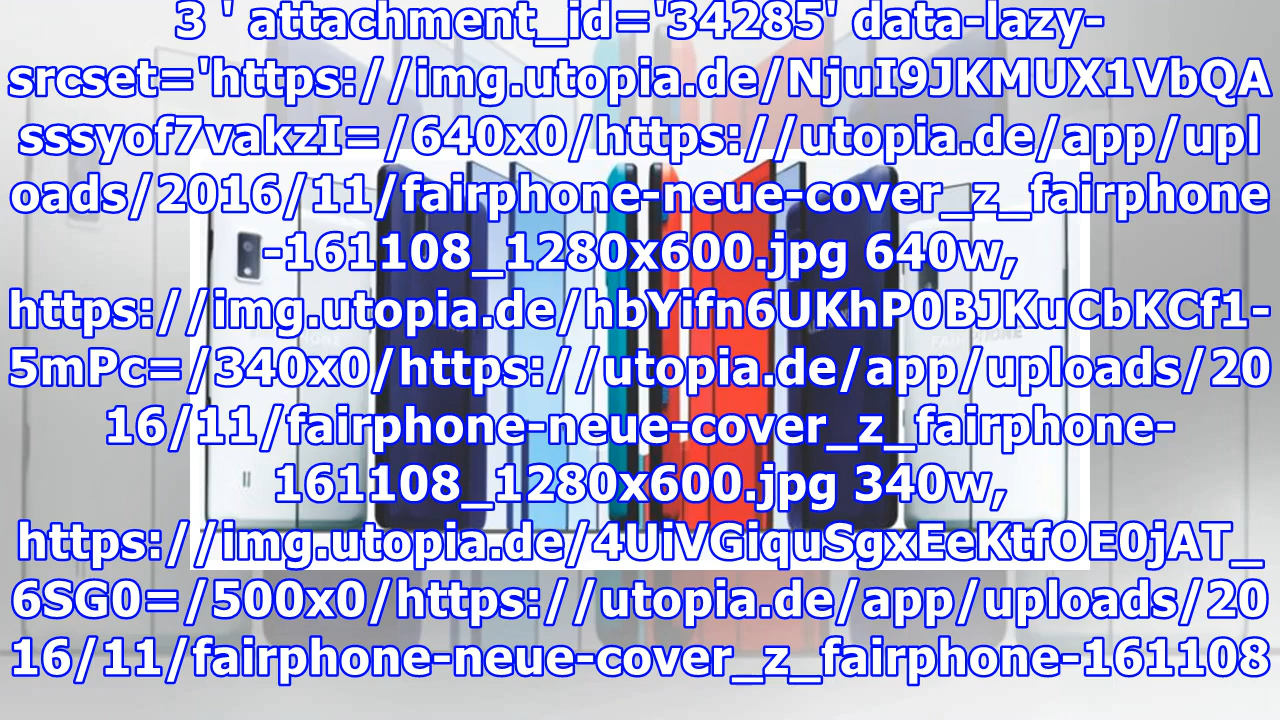 3 ' attachment_id='34285' data-lazy-
srcset='https://img.utopia.de/NjuI9JKMUX1VbQA
sssyof7vakzI=/640x0/https://utopia.de/app/upl
oads/2016/11/fairphone-neue-cover_z_fairphone
-161108_1280x600.jpg 640w,
https://img.utopia.de/hbYifn6UKhP0BJKuCbKCf1-
5mPc=/340x0/https://utopia.de/app/uploads/20
16/11/fairphone-neue-cover_z_fairphone-
161108_1280x600.jpg 340w,
https://img.utopia.de/4UiVGiquSgxEeKtfOE0jAT_
6SG0=/500x0/https://utopia.de/app/uploads/20
16/11/fairphone-neue-cover_z_fairphone-161108